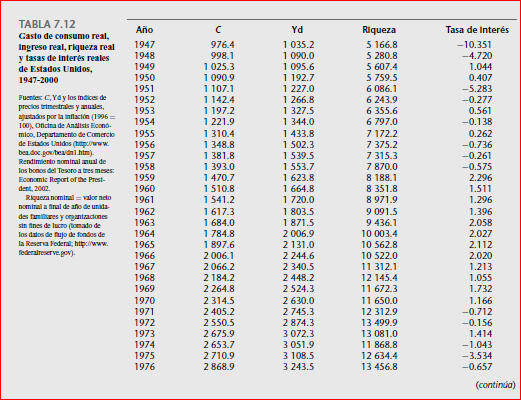 TABLA 7.12
Gasto de consumo real,
ingreso real, riqueza real
y tasas de interés reales
de Estados Unidos,
1947-2000
Fuentes: C, Yd y los índices de
precios trimestrales y anuales,
ajustados por la inflación (1996 =
100), Oficina de Análisis Econó-
mico, Departamento de Comercio
de Estados Unidos (http://www.
bea.doc.gov/bea/dn1.htm).
Rendimiento nominal anual de
los bonos del Tesoro a tres meses:
Economic Report of the Presi-
dent, 2002.
Riqueza nominal = valor neto
nominal a final de año de unida-
des familiares y organizaciones
sin fines de lucro (tomado de
los datos de flujo de fondos de
la Reserva Federal; http://www.
federalreserve.gov).
Año C Yd Riqueza Tasa de interés
1947 976.4 1 035.2 5 166.8 −10.351
1948 998.1 1 090.0 5 280.8 −4.720
1949 1 025.3 1 095.6 5 607.4 1.044
1950 1 090.9 1 192.7 5 759.5 0.407
1951 1 107.1 1 227.0 6 086.1 −5.283
1952 1 142.4 1 266.8 6 243.9 −0.277
1953 1 197.2 1 327.5 6 355.6 0.561
1954 1 221.9 1 344.0 6 797.0 −0.138
1955 1 310.4 1 433.8 7 172.2 0.262
1956 1 348.8 1 502.3 7 375.2 −0.736
1957 1 381.8 1 539.5 7 315.3 −0.261
1958 1 393.0 1 553.7 7 870.0 −0.575
1959 1 470.7 1 623.8 8 188.1 2.296
1960 1 510.8 1 664.8 8 351.8 1.511
1961 1 541.2 1 720.0 8 971.9 1.296
1962 1 617.3 1 803.5 9 091.5 1.396
1963 1 684.0 1 871.5 9 436.1 2.058
1964 1 784.8 2 006.9 10 003.4 2.027
1965 1 897.6 2 131.0 10 562.8 2.112
1966 2 006.1 2 244.6 10 522.0 2.020
1967 2 066.2 2 340.5 11 312.1 1.213
1968 2 184.2 2 448.2 12 145.4 1.055
1969 2 264.8 2 524.3 11 672.3 1.732
1970 2 314.5 2 630.0 11 650.0 1.166
1971 2 405.2 2 745.3 12 312.9 −0.712
1972 2 550.5 2 874.3 13 499.9 −0.156
1973 2 675.9 3 072.3 13 081.0 1.414
1974 2 653.7 3 051.9 11 868.8 −1.043
1975 2 710.9 3 108.5 12 634.4 −3.534
1976 2 868.9 3 243.5 13 456.8 −0.657
(continúa)